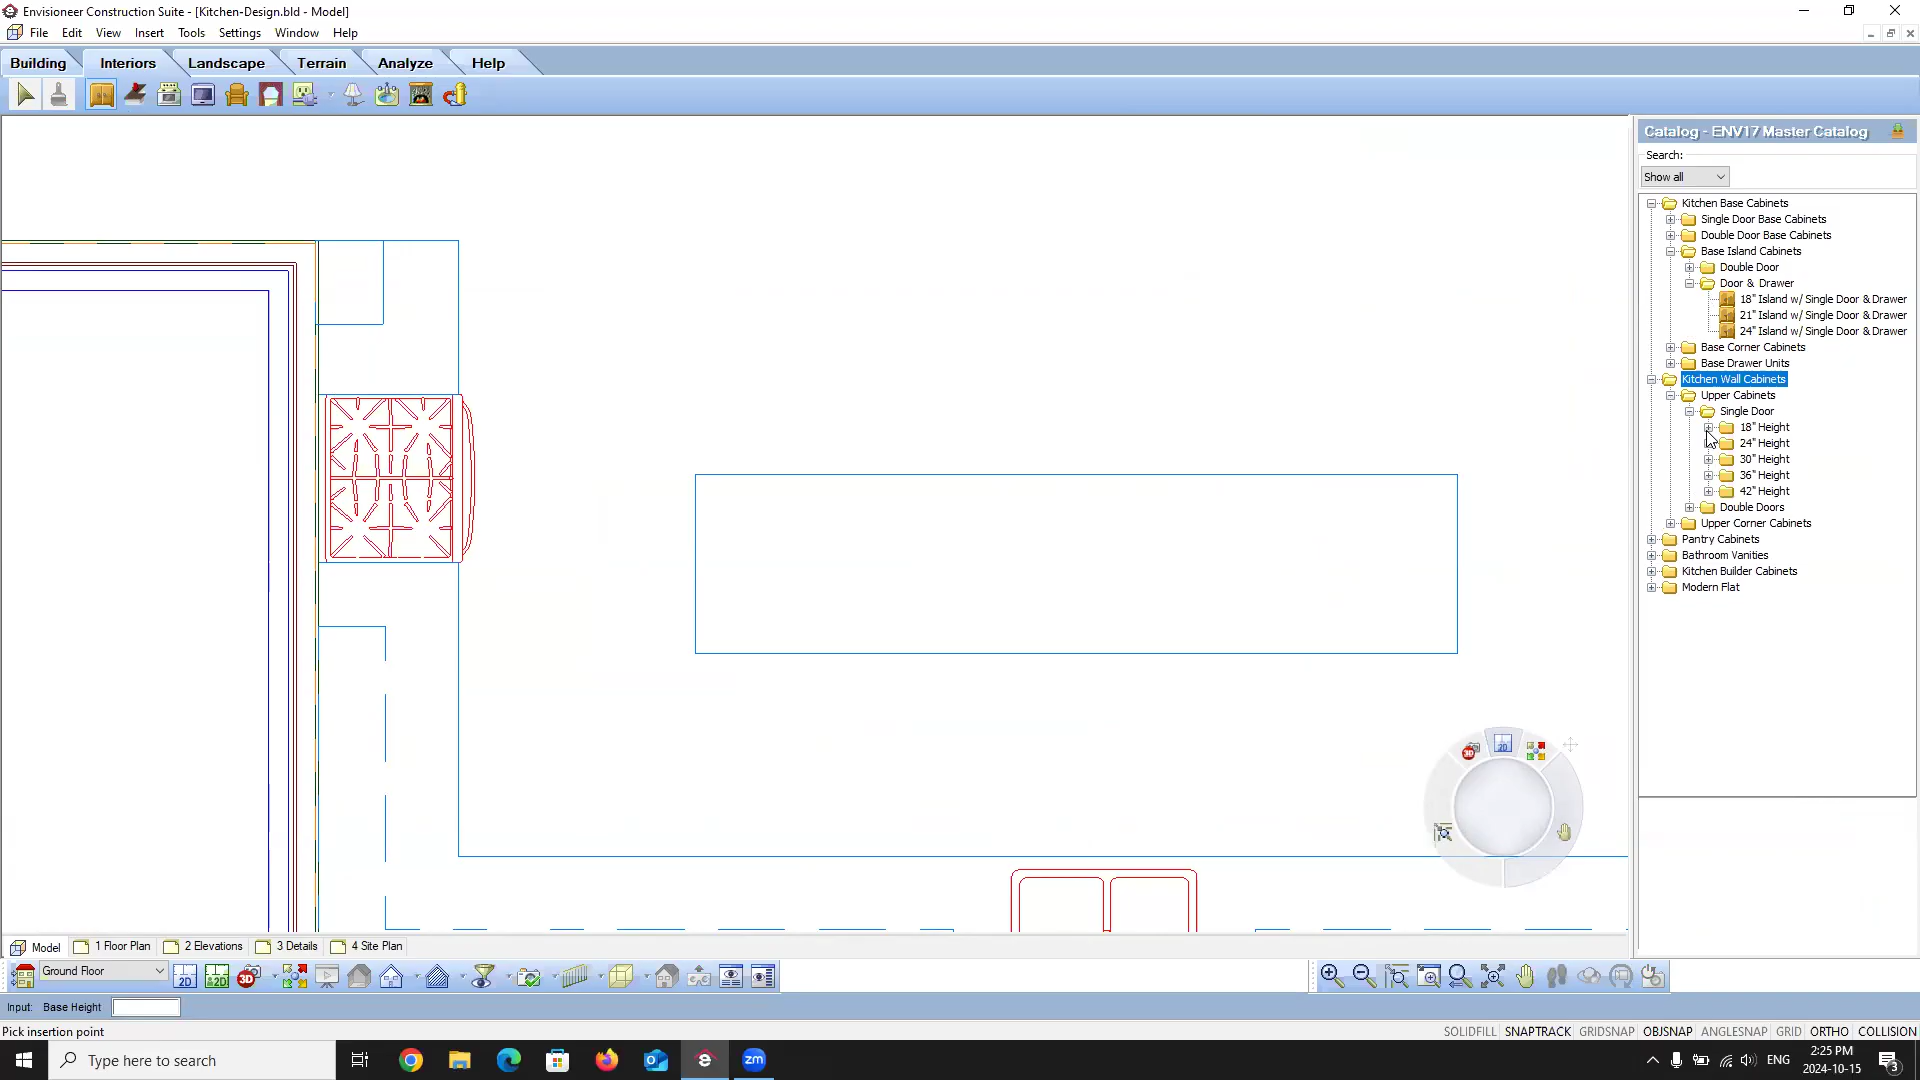 Envisioneer Construction Suite - [Kitchen-Design.bld - Model]
File Edit View Insert Tools Settings Window Help
Building Interiors Landscape Terrain Analyze Help
Catalog - ENV17 Master Catalog
Search:
Show all
Kitchen Base Cabinets
Single Door Base Cabinets
Double Door Base Cabinets
Base Island Cabinets
Double Door
Door & Drawer
18" Island w/ Single Door & Drawer
21" Island w/ Single Door & Drawer
24" Island w/ Single Door & Drawer
Base Corner Cabinets
Base Drawer Units
Kitchen Wall Cabinets
Upper Cabinets
Single Door
18" Height
24" Height
30" Height
36" Height
42" Height
Double Doors
Upper Corner Cabinets
Pantry Cabinets
Bathroom Vanities
Kitchen Builder Cabinets
Modern Flat
3D 2D
Model 1 Floor Plan 2 Elevations 3 Details 4 Site Plan
Ground Floor 2D &2D 3D
Input: Base Height
Pick insertion point SOLIDFILL SNAPTRACK GRIDSNAP OBJSNAP ANGLESNAP GRID ORTHO COLLISION
Type here to search e zm ENG 2:25 PM
2024-10-15 3